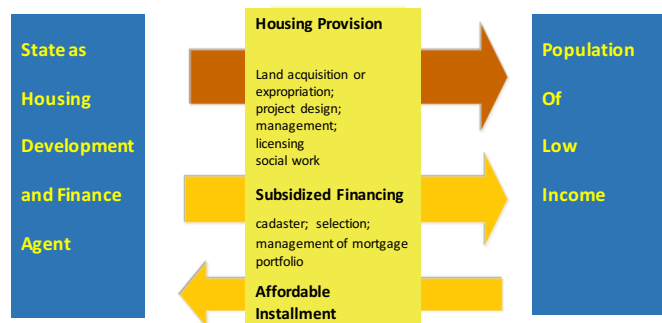 State as
Housing
Development
and Finance
Agent
Housing Provision
Land acquisition or
expropriation;
project design;
management;
licensing
social work
Subsidized Financing
cadaster; selection;
management of mortgage
portfolio
Affordable
Installment
Population
Of
Low
Income